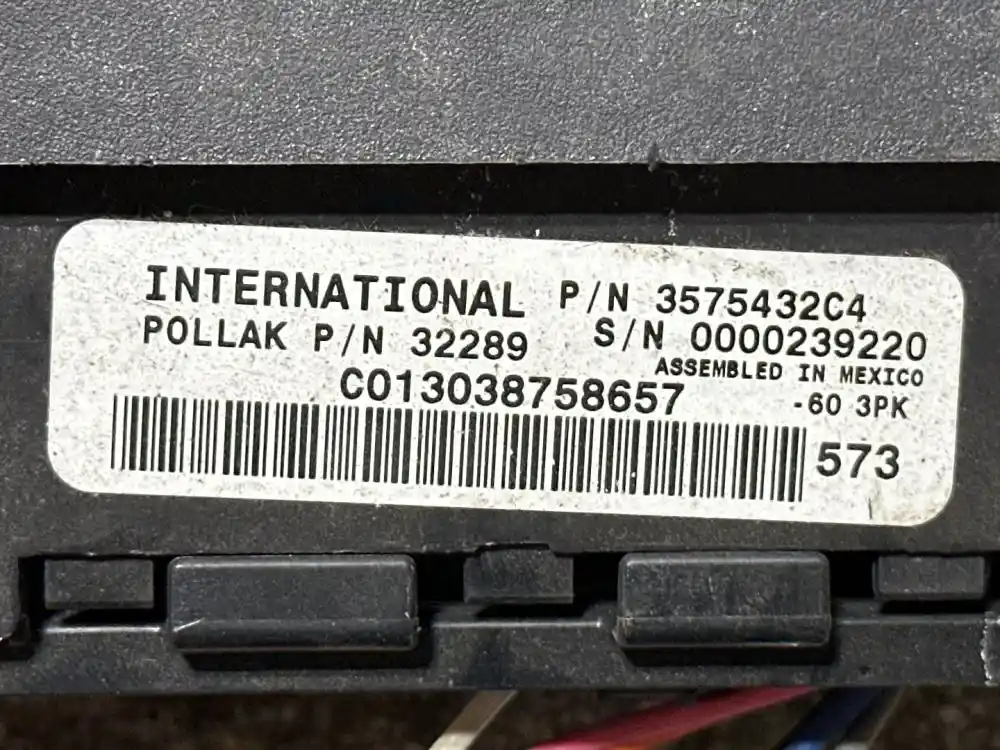 INTERNATIONAL P/N 3575432C4
POLLAK P/N 32289 S/N 0000239220
ASSEMBLED IN MEXICO
C013038758657 -60 3PK
573